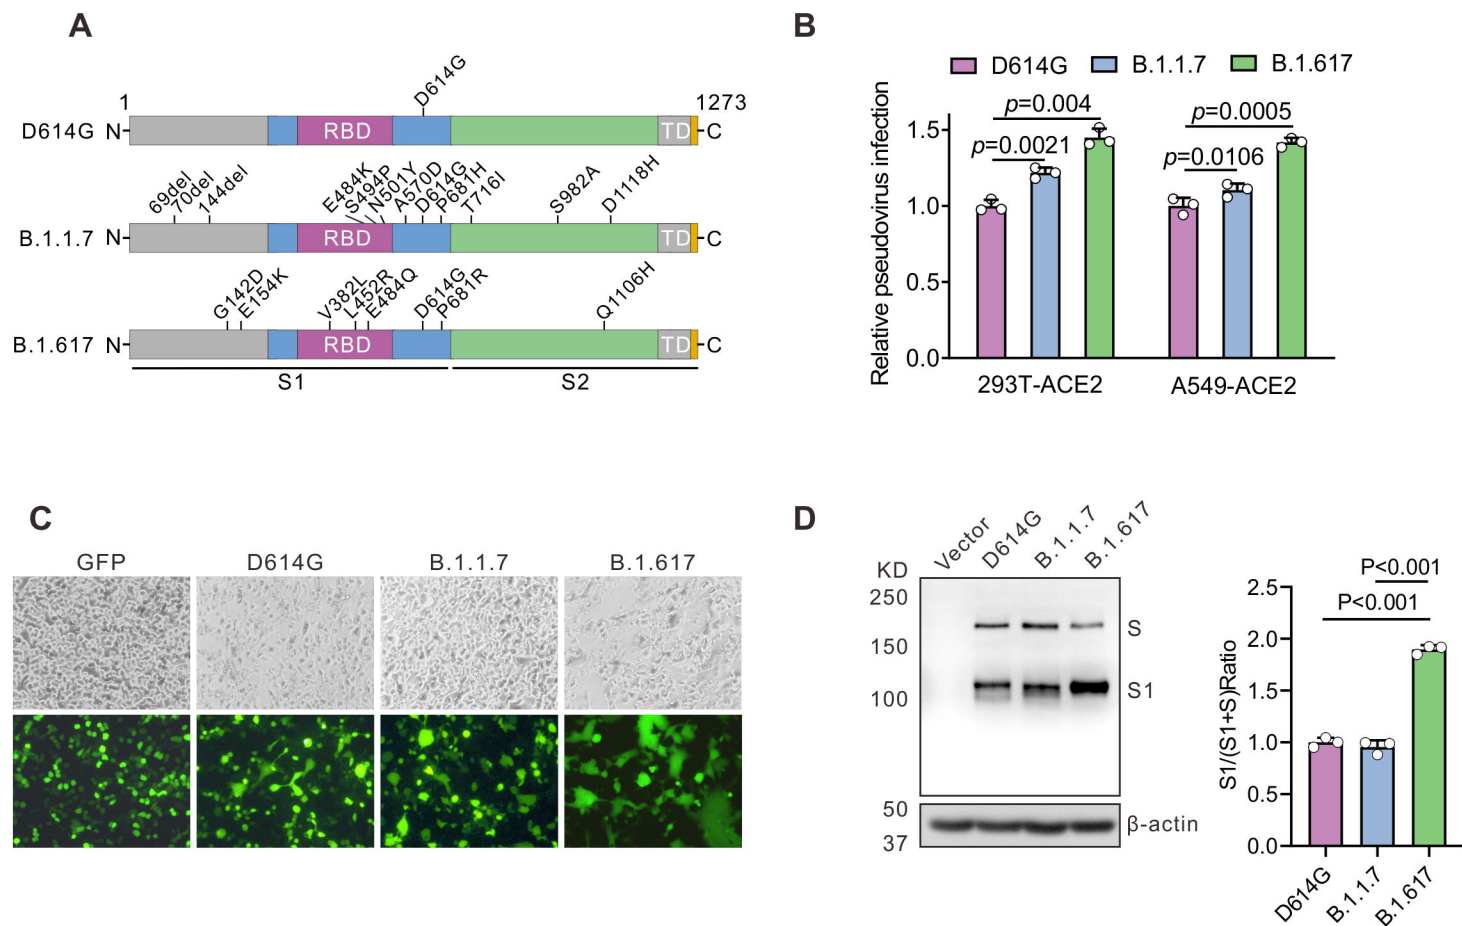 A
D614G
1
1273
D614G N RBD TD C
69del 70del 144del E484K S494P N501Y A570D D614G P681H T716I S982A D1118H
B.1.1.7 N RBD TD C
G142D E154K V382L L452R E484Q D614G P681R Q1106H
B.1.617 N RBD TD C
S1 S2
B
D614G B.1.1.7 B.1.617
Relative pseudovirus infection
1.5
1.0
0.5
0.0
p=0.004
p=0.0021
p=0.0005
p=0.0106
293T-ACE2 A549-ACE2
C
GFP D614G B.1.1.7 B.1.617
D
Vector D614G B.1.1.7 B.1.617
KD
250
150
100
50
37
S
S1
β-actin
S1/(S1+S)Ratio
2.5
2.0
1.5
1.0
0.5
0.0
P<0.001
P<0.001
D614G B.1.1.7 B.1.617